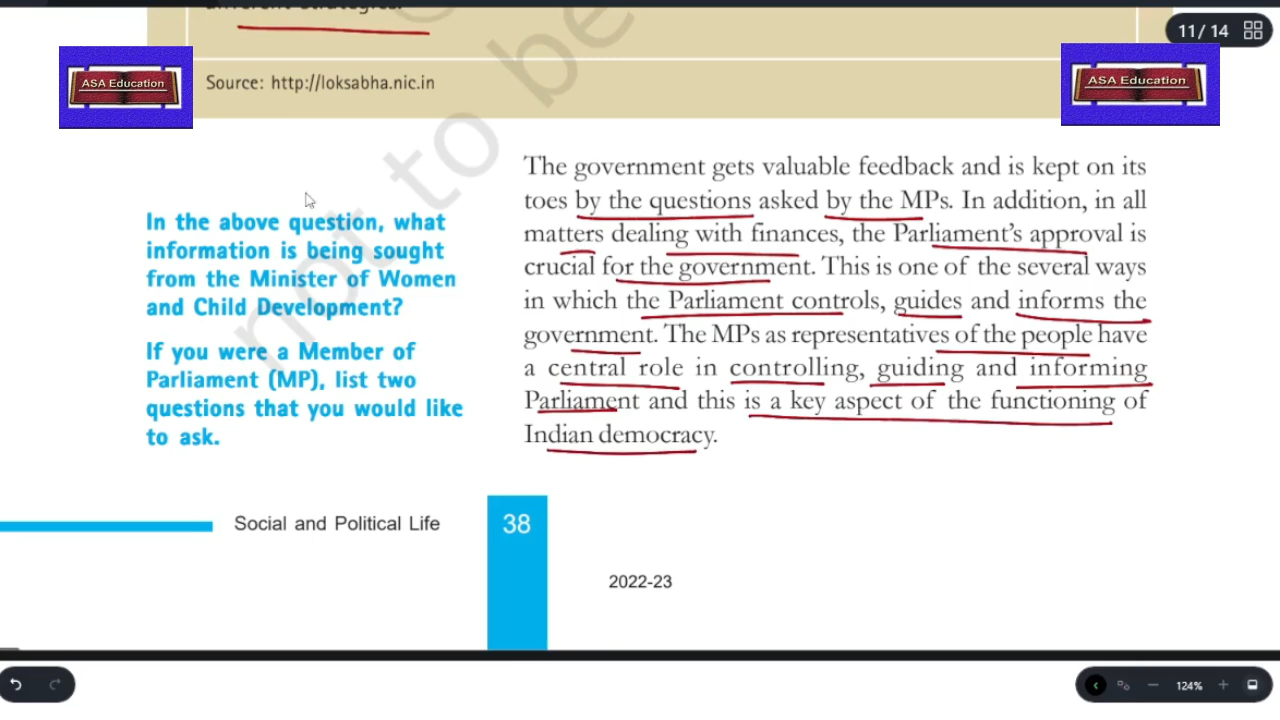 different strategies.
11/14
ASA Education
ASA Education
Source: http://loksabha.nic.in
not to be
The government gets valuable feedback and is kept on its
toes by the questions asked by the MPs. In addition, in all
matters dealing with finances, the Parliament's approval is
crucial for the government. This is one of the several ways
in which the Parliament controls, guides and informs the
government. The MPs as representatives of the people have
a central role in controlling, guiding and informing
Parliament and this is a key aspect of the functioning of
Indian democracy.
In the above question, what
information is being sought
from the Minister of Women
and Child Development?
If you were a Member of
Parliament (MP), list two
questions that you would like
to ask.
Social and Political Life
38
2022-23
124%